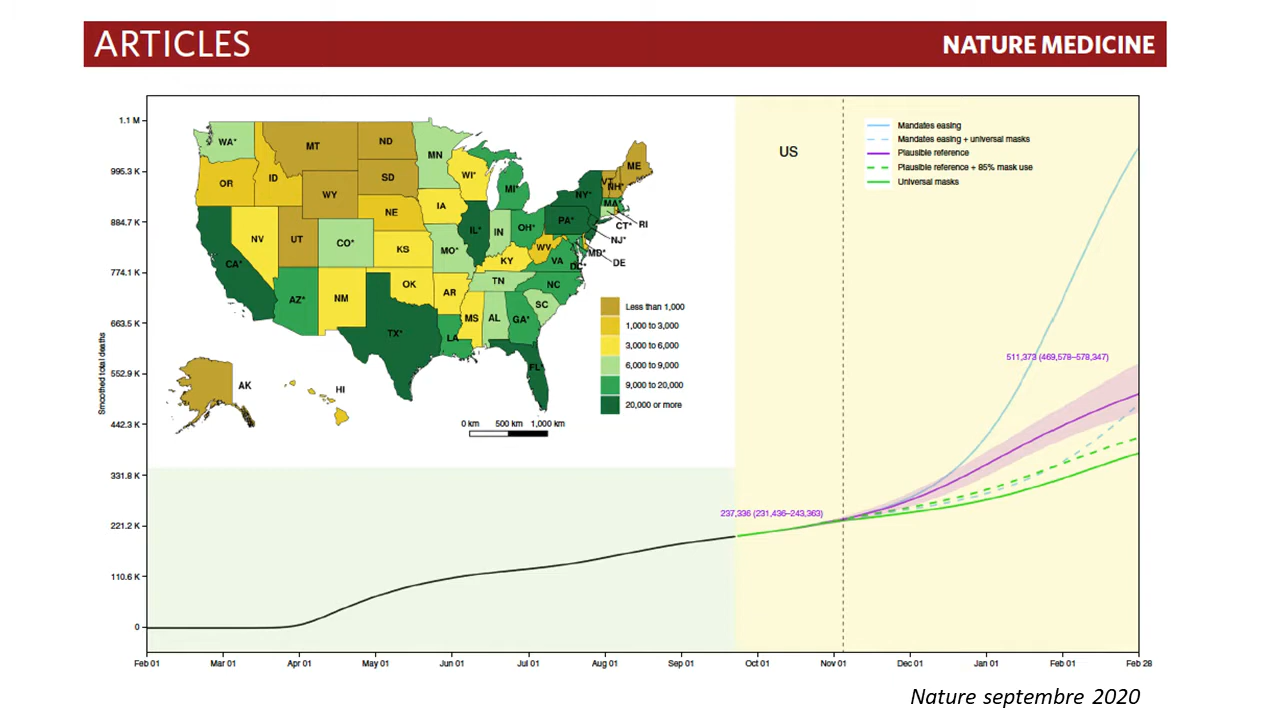 ARTICLES
NATURE MEDICINE
1.1 M
995.3 K
884.7 K
774.1 K
663.5 K
552.9 K
442.3 K
331.8 K
221.2 K
110.6 K
0
Smoothed total deaths
WA*
MT
ND
MN
OR
ID
WY
SD
WI*
MI*
ME
VT
NH*
NY*
MA*
NV
UT
CO*
NE
IA
IL*
IN
OH*
PA*
CT*
RI
NJ*
CA*
KS
MO*
KY
WV
VA
MD*
DC*
DE
AZ*
NM
OK
AR
TN
NC
SC
TX*
LA
MS
AL
GA*
FL
AK
HI
0 km
500 km
1,000 km
Less than 1,000
1,000 to 3,000
3,000 to 6,000
6,000 to 9,000
9,000 to 20,000
20,000 or more
US
Mandates easing
Mandates easing + universal masks
Plausible reference
Plausible reference + 85% mask use
Universal masks
511,373 (469,578–578,347)
237,336 (231,436–243,363)
Feb 01
Mar 01
Apr 01
May 01
Jun 01
Jul 01
Aug 01
Sep 01
Oct 01
Nov 01
Dec 01
Jan 01
Feb 01
Feb 28
Nature septembre 2020